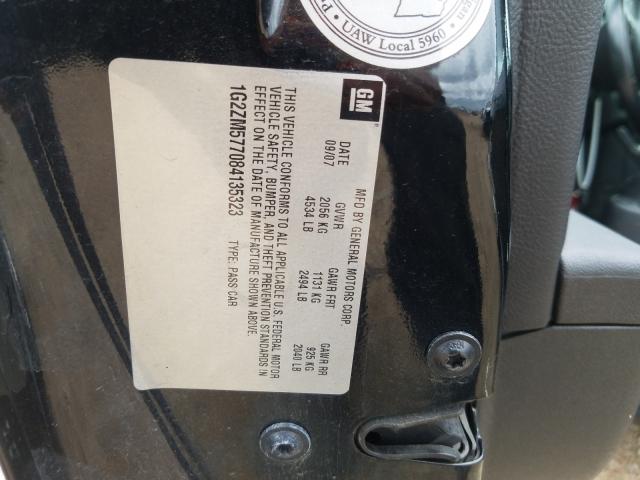 UAW Local 5960
GM
MFD BY GENERAL MOTORS CORP.
DATE GVWR GAWR FRT GAWR RR
09/07 2056 KG 1131 KG 925 KG
4534 LB 2494 LB 2040 LB
THIS VEHICLE CONFORMS TO ALL APPLICABLE U.S. FEDERAL MOTOR
VEHICLE SAFETY, BUMPER, AND THEFT PREVENTION STANDARDS IN
EFFECT ON THE DATE OF MANUFACTURE SHOWN ABOVE.
1G2ZM577084135323 TYPE: PASS CAR